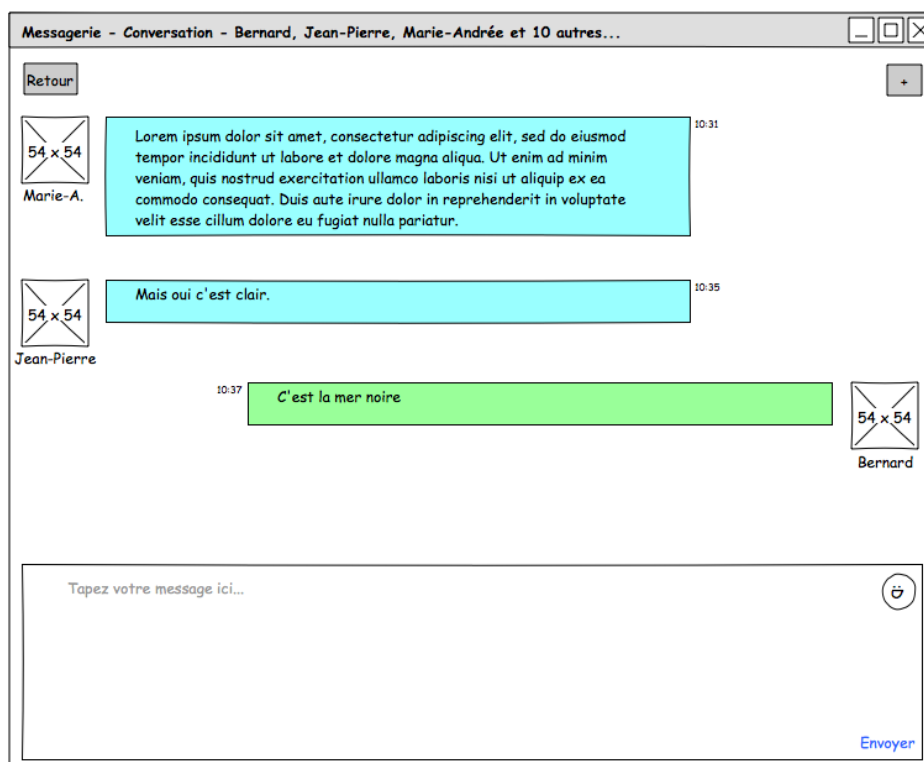 Messagerie - Conversation - Bernard, Jean-Pierre, Marie-Andrée et 10 autres...
Retour
+
54 x 54
Marie-A.
Lorem ipsum dolor sit amet, consectetur adipiscing elit, sed do eiusmod
tempor incididunt ut labore et dolore magna aliqua. Ut enim ad minim
veniam, quis nostrud exercitation ullamco laboris nisi ut aliquip ex ea
commodo consequat. Duis aute irure dolor in reprehenderit in voluptate
velit esse cillum dolore eu fugiat nulla pariatur.
10:31
54 x 54
Jean-Pierre
Mais oui c'est clair.
10:35
10:37
C'est la mer noire
54 x 54
Bernard
Tapez votre message ici...
Envoyer